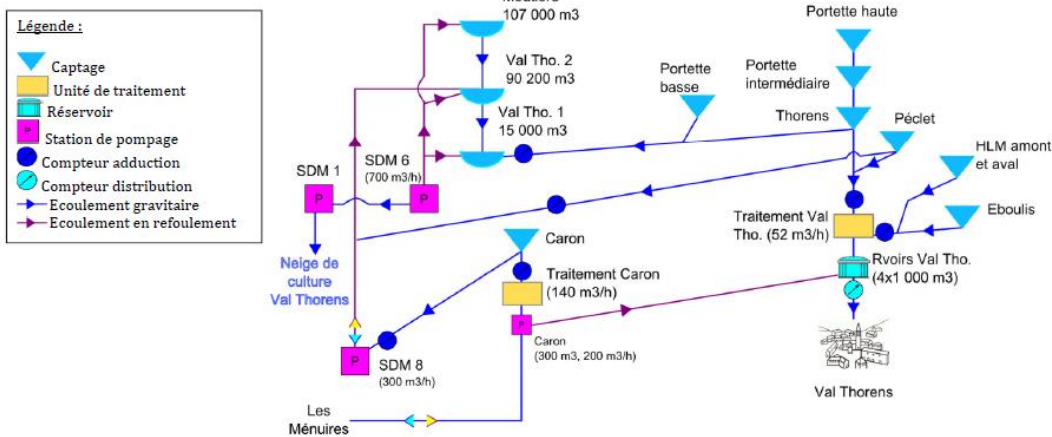 Légende :
Captage
Unité de traitement
Réservoir
P
Station de pompage
Compteur adduction
Compteur distribution
Ecoulement gravitaire
Ecoulement en refoulement
107 000 m3
Val Tho. 2
90 200 m3
Val Tho. 1
15 000 m3
SDM 6
(700 m3/h)
P
SDM 1
P
Neige de
culture
Val Thorens
P
SDM 8
(300 m3/h)
Les
Ménuires
Caron
Traitement Caron
(140 m3/h)
P
Caron
(300 m3, 200 m3/h)
Portette
basse
Portette haute
Portette
intermédiaire
Thorens
Péclet
HLM amont
et aval
Eboulis
Traitement Val
Tho. (52 m3/h)
Rvoirs Val Tho.
(4x1 000 m3)
Val Thorens